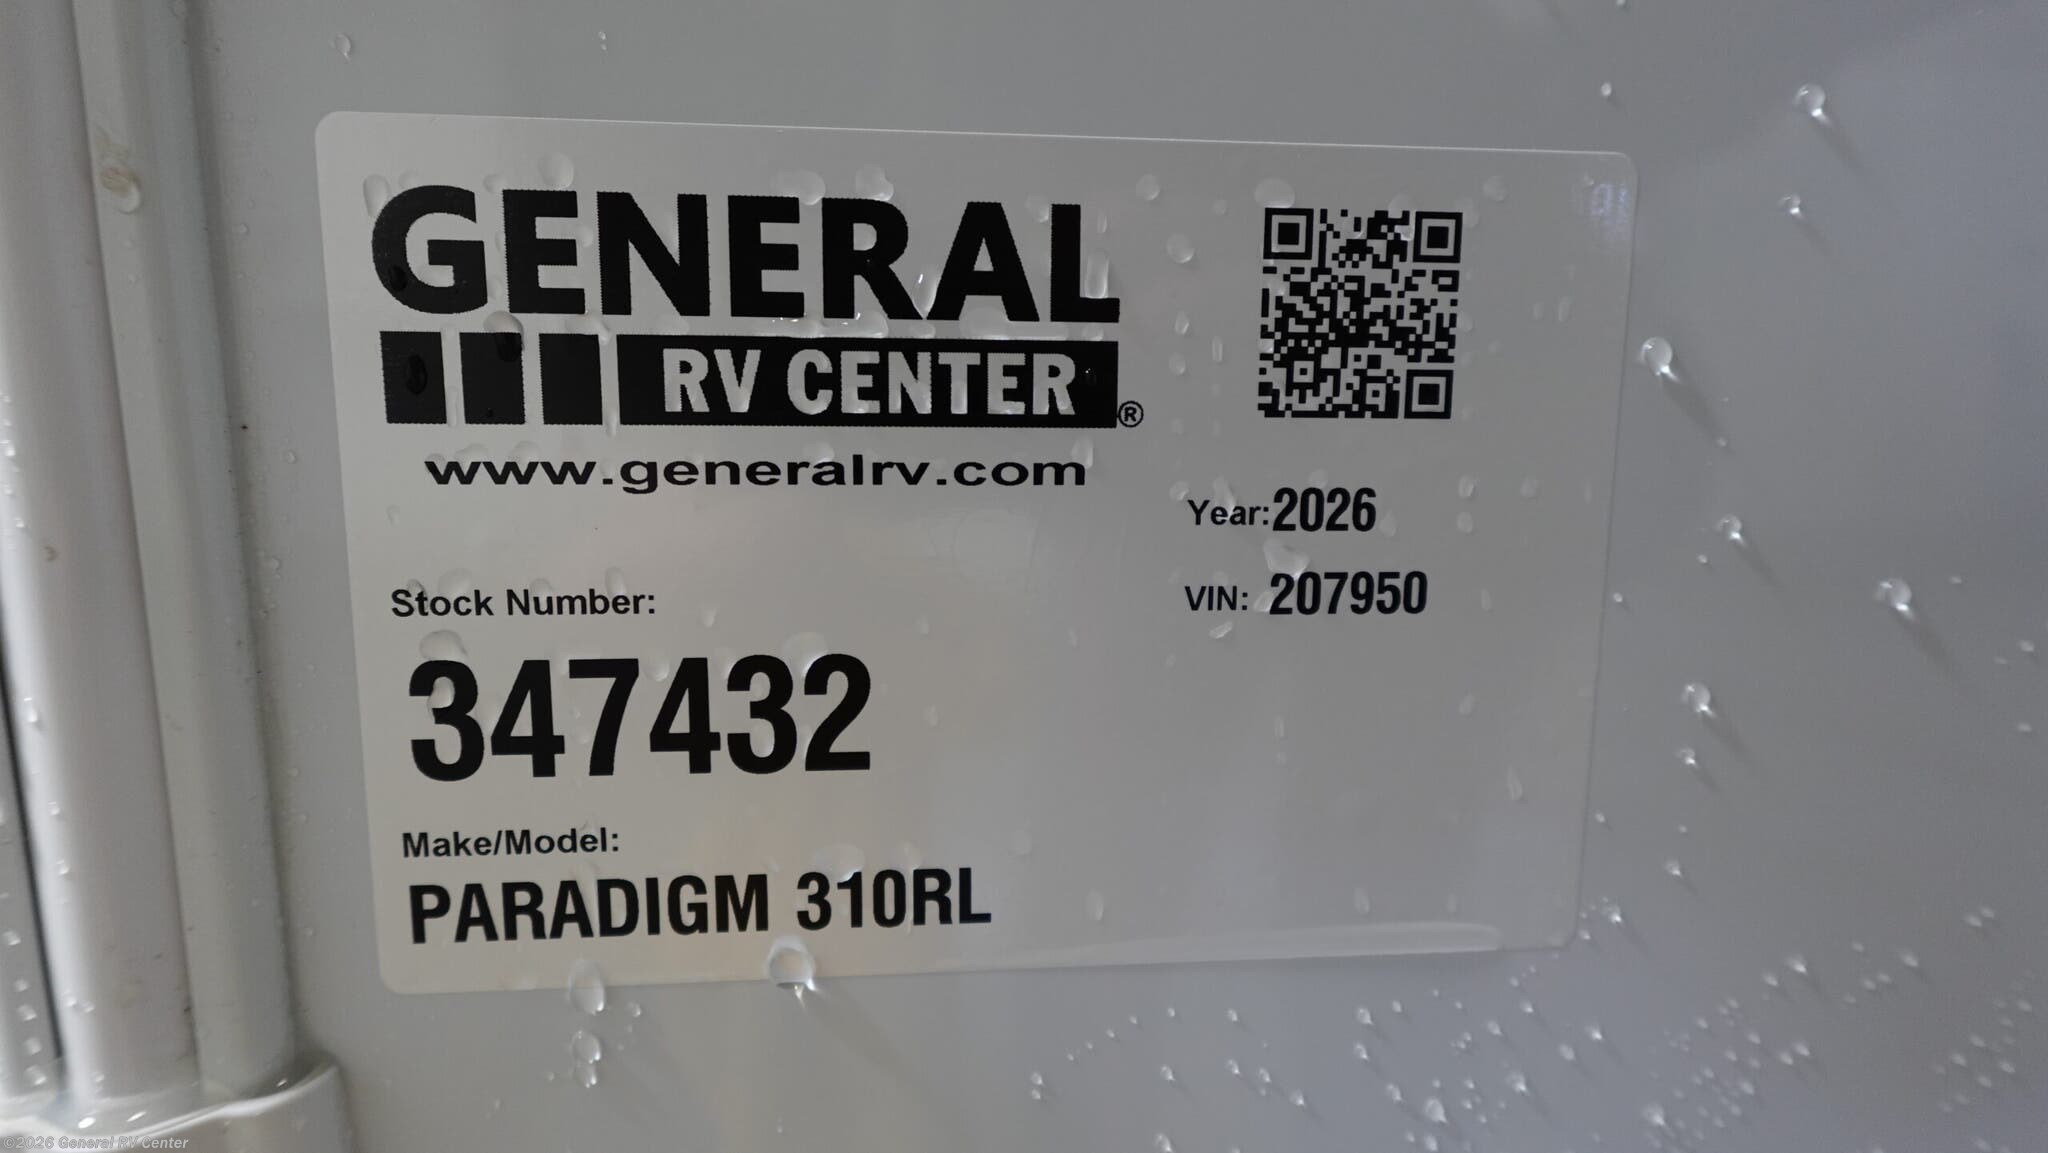 GENERAL
RV CENTER®
www.generalrv.com
Year: 2026
VIN: 207950
Stock Number:
347432
Make/Model:
PARADIGM 310RL
©2026 General RV Center